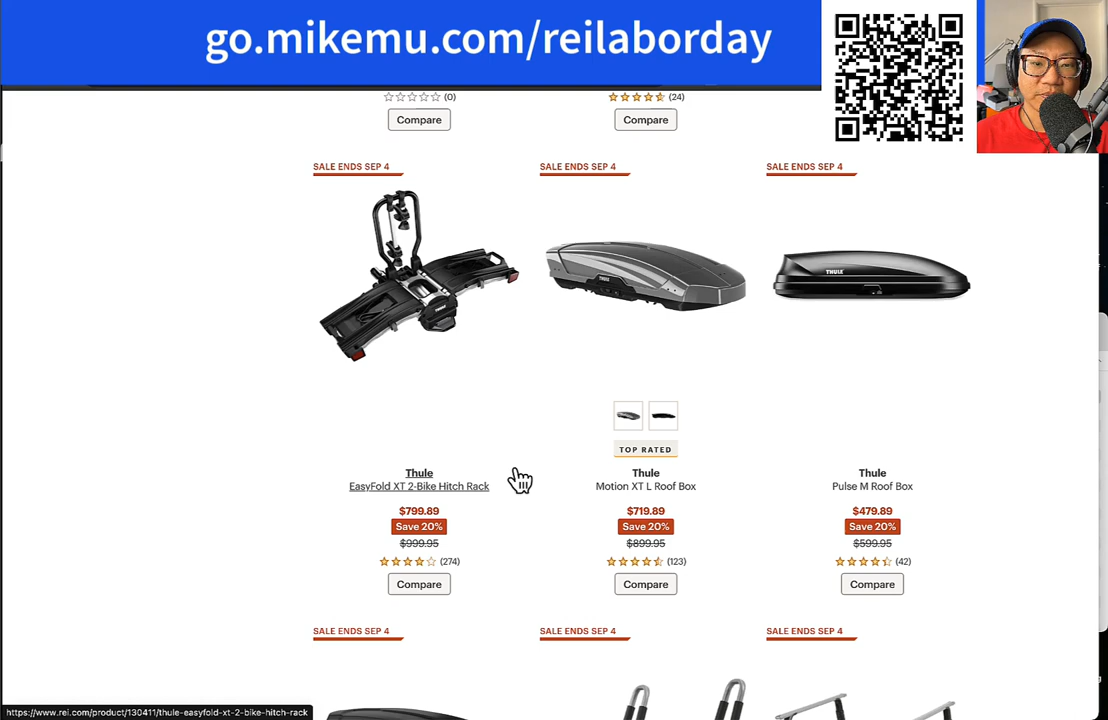 go.mikemu.com/reilaborday
(0)
(24)
Compare
Compare
SALE ENDS SEP 4
SALE ENDS SEP 4
SALE ENDS SEP 4
THULE
TOP RATED
Thule
EasyFold XT 2-Bike Hitch Rack
$799.89
Save 20%
$999.95
(274)
Compare
Thule
Motion XT L Roof Box
$719.89
Save 20%
$899.95
(123)
Compare
Thule
Pulse M Roof Box
$479.89
Save 20%
$599.95
(42)
Compare
SALE ENDS SEP 4
SALE ENDS SEP 4
SALE ENDS SEP 4
https://www.rei.com/product/130411/thule-easyfold-xt-2-bike-hitch-rack